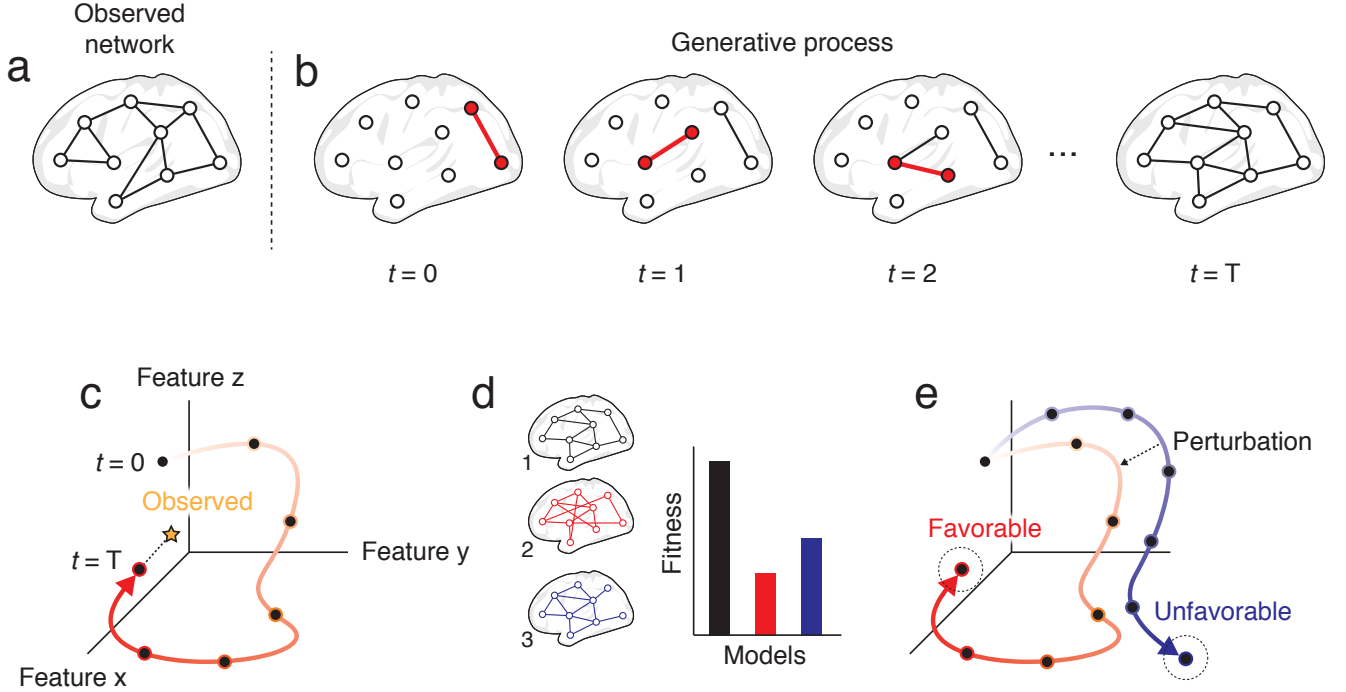 Observed
network
Generative process
a
b
...
t = 0
t = 1
t = 2
t = T
c
Feature z
t = 0
Observed
t = T
Feature y
Feature x
d
1
2
3
Fitness
Models
e
Perturbation
Favorable
Unfavorable